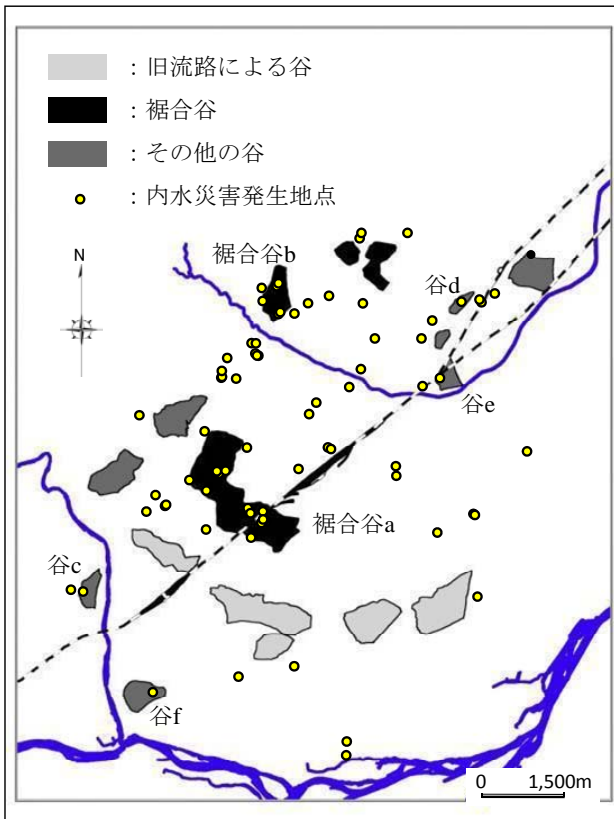 ：旧流路による谷
：裾合谷
：その他の谷
：内水災害発生地点
裾合谷b
N
谷d
谷e
裾合谷a
谷c
谷f
0 1,500m